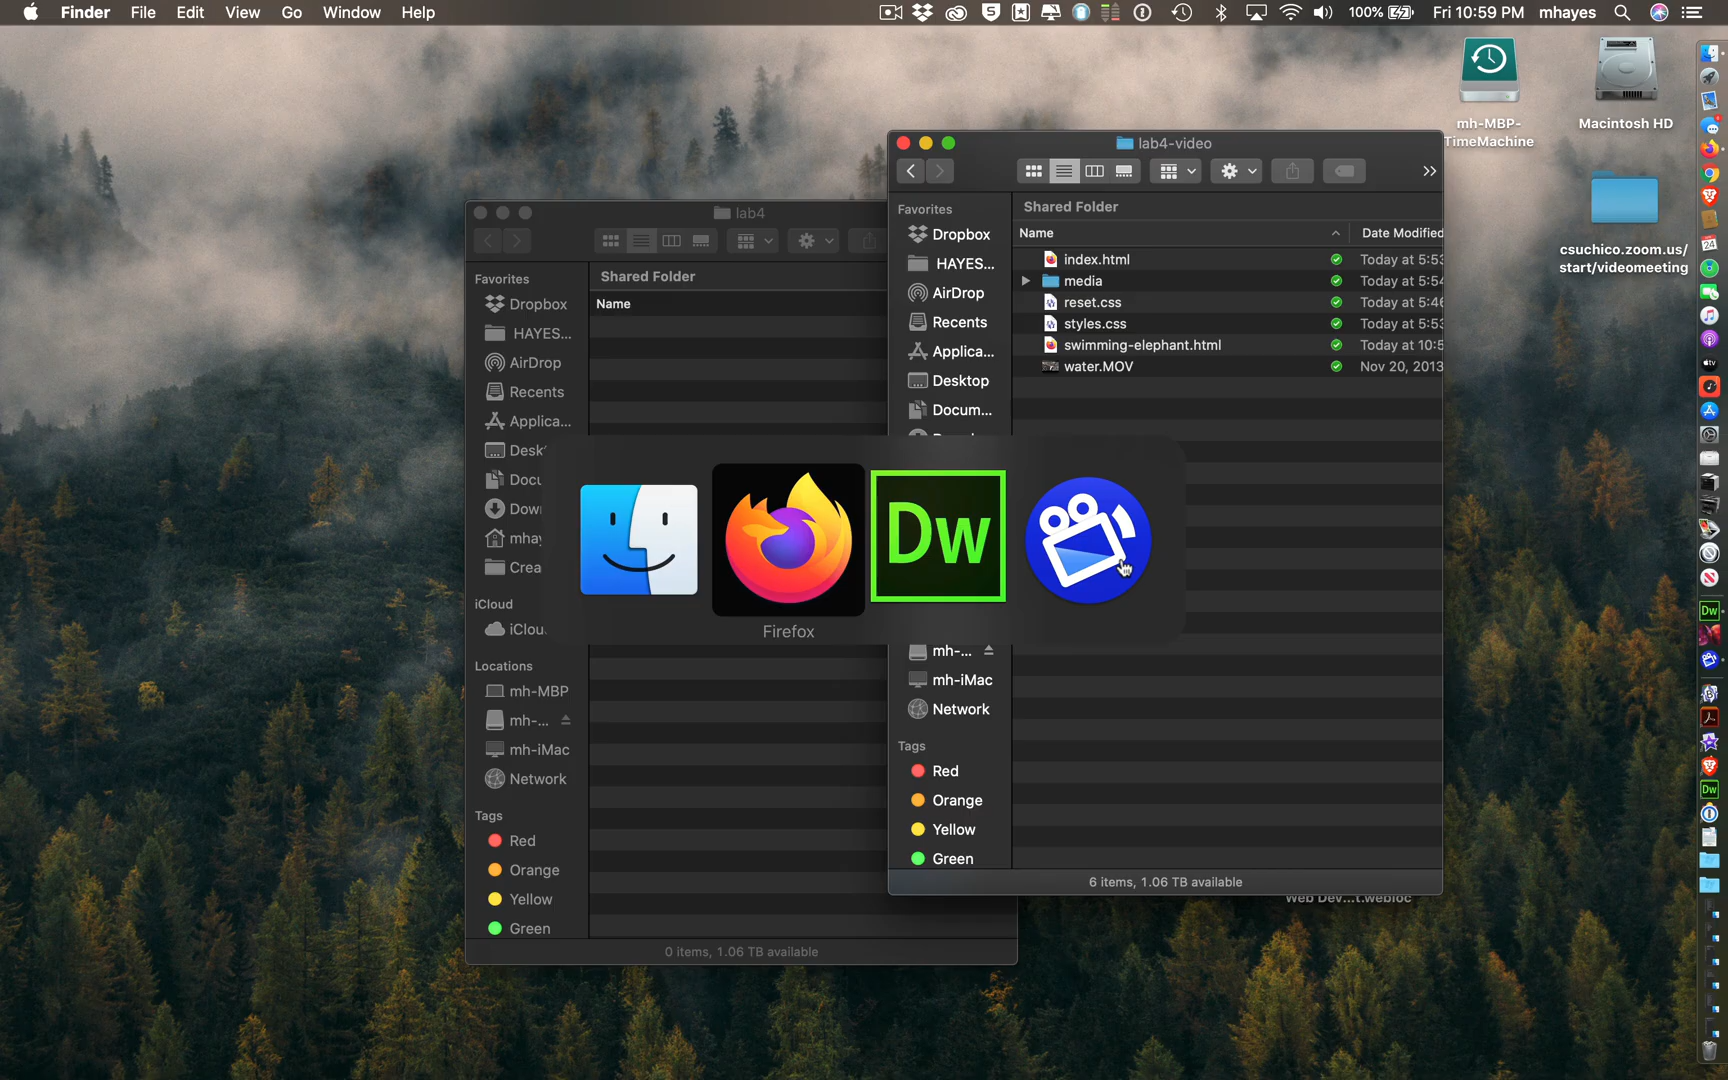 Finder File Edit View Go Window Help
100% Fri 10:59 PM mhayes
mh-MBP-
TimeMachine
Macintosh HD
csuchico.zoom.us/
start/videomeeting
lab4-video
Favorites
Dropbox
HAYES...
AirDrop
Recents
Applica...
Desktop
Docum...
mh-...
mh-iMac
Network
Tags
Red
Orange
Yellow
Green
Shared Folder
Name Date Modified
index.html Today at 5:53
media Today at 5:54
reset.css Today at 5:46
styles.css Today at 5:53
swimming-elephant.html Today at 10:5
water.MOV Nov 20, 2013
6 items, 1.06 TB available
lab4
Favorites
Dropbox
HAYES...
AirDrop
Recents
Applica...
Desk
Docu
Down
mhay
Crea
iCloud
iClou
Locations
mh-MBP
mh-...
mh-iMac
Network
Tags
Red
Orange
Yellow
Green
Shared Folder
Name
0 items, 1.06 TB available
Dw
Firefox
Web Dev...t.webloc